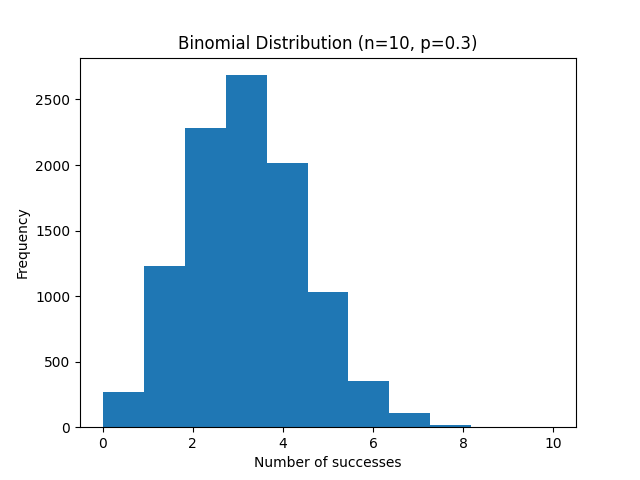 Binomial Distribution (n=10, p=0.3)
Frequency
2500
2000
1500
1000
500
0
0 2 4 6 8 10
Number of successes